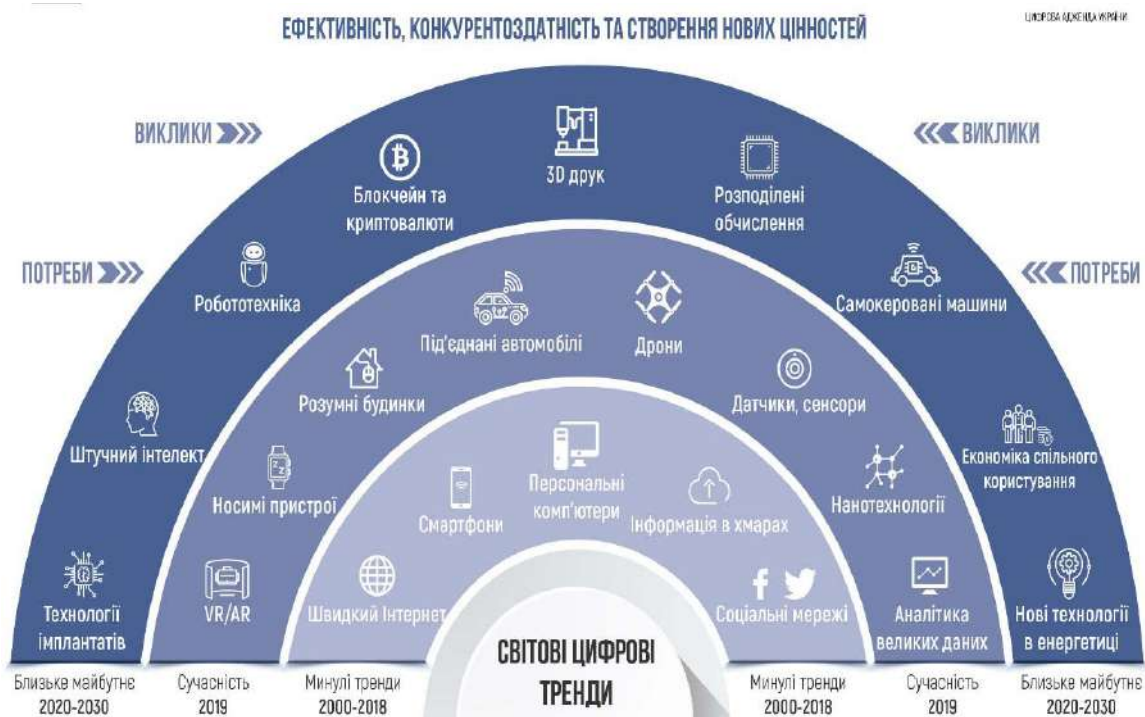 ЦИФРОВА АДЖЕНДА УКРАЇНИ
ЕФЕКТИВНІСТЬ, КОНКУРЕНТОЗДАТНІСТЬ ТА СТВОРЕННЯ НОВИХ ЦІННОСТЕЙ
ВИКЛИКИ
ВИКЛИКИ
ПОТРЕБИ
ПОТРЕБИ
Технології
імплантатів
Штучний інтелект
Робототехніка
Блокчейн та
криптовалюти
3D друк
Розподілені
обчислення
Самокеровані машини
Економіка спільного
користування
Нові технології
в енергетиці
VR/AR
Носимі пристрої
Розумні будинки
Під'єднані автомобілі
Дрони
Датчики, сенсори
Нанотехнології
Аналітика
великих даних
Швидкий Інтернет
Смартфони
Персональні
комп'ютери
Інформація в хмарах
Соціальні мережі
СВІТОВІ ЦИФРОВІ
ТРЕНДИ
Близьке майбутнє
2020-2030
Сучасність
2019
Минулі тренди
2000-2018
Минулі тренди
2000-2018
Сучасність
2019
Близьке майбутнє
2020-2030